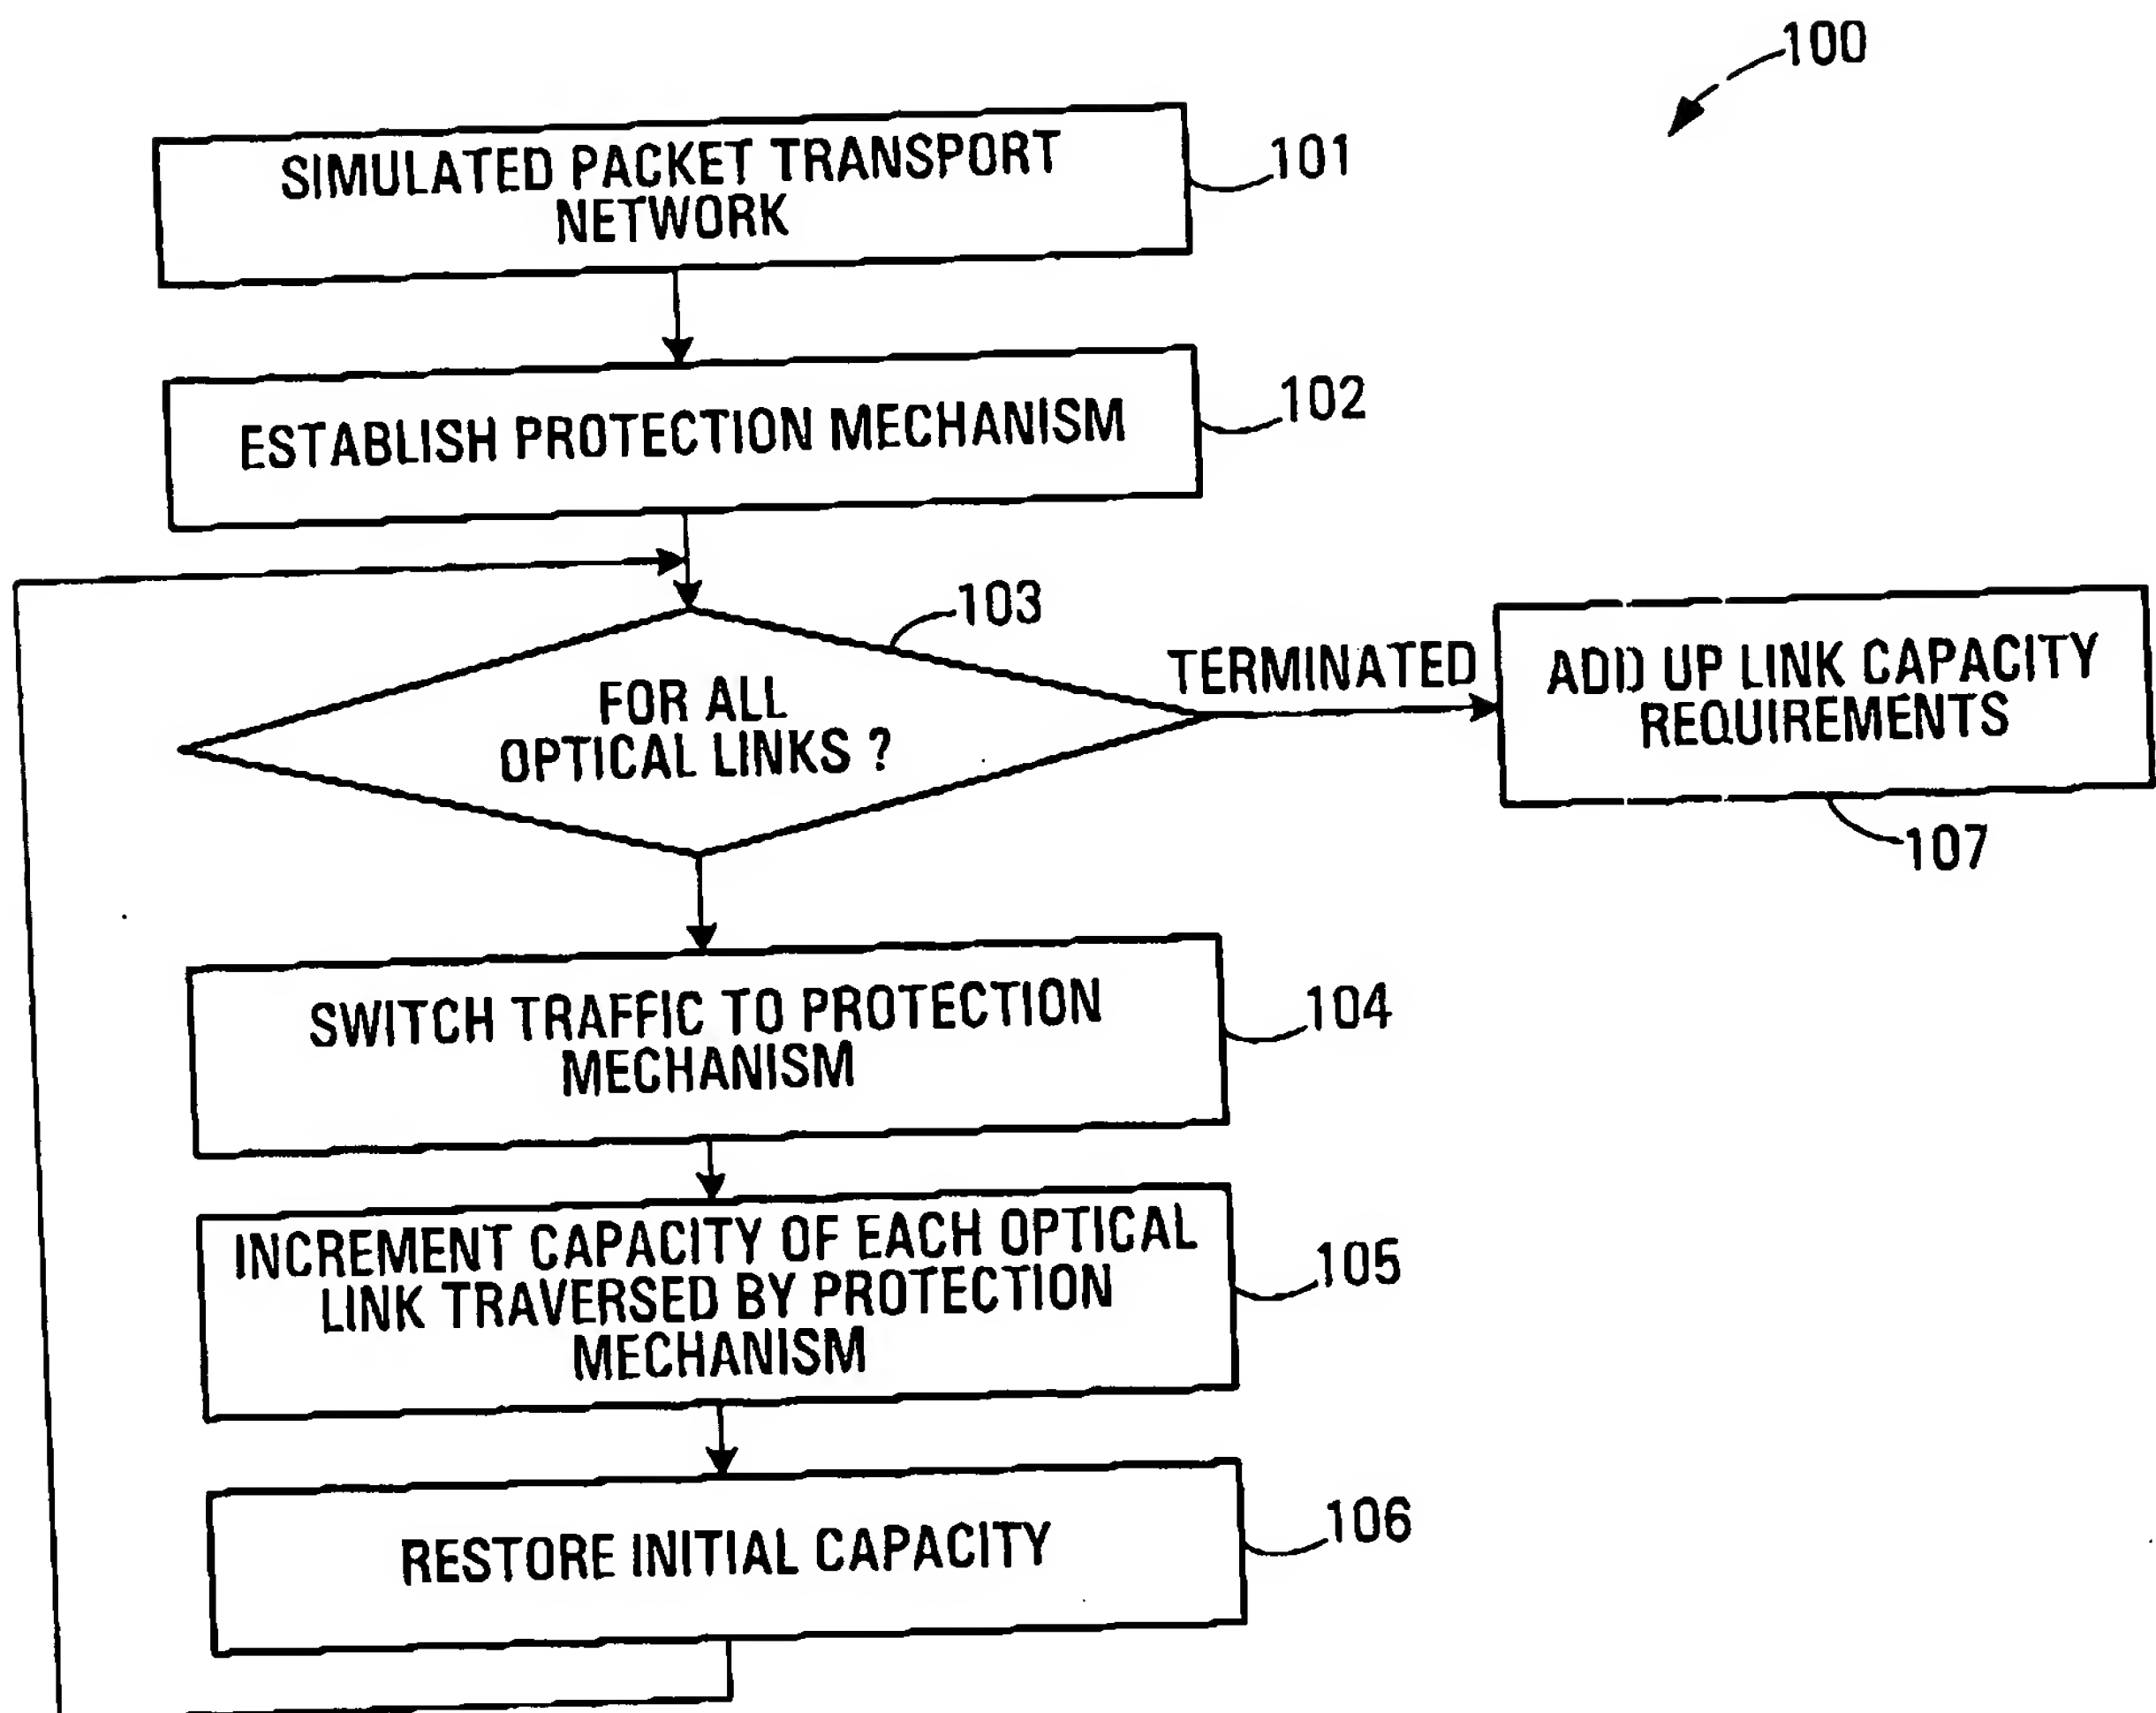 100
SIMULATED PACKET TRANSPORT
NETWORK
101
ESTABLISH PROTECTION MECHANISM
102
103
FOR ALL
OPTICAL LINKS ?
TERMINATED
ADD UP LINK CAPACITY
REQUIREMENTS
107
SWITCH TRAFFIC TO PROTECTION
MECHANISM
104
INCREMENT CAPACITY OF EACH OPTICAL
LINK TRAVERSED BY PROTECTION
MECHANISM
105
RESTORE INITIAL CAPACITY
106